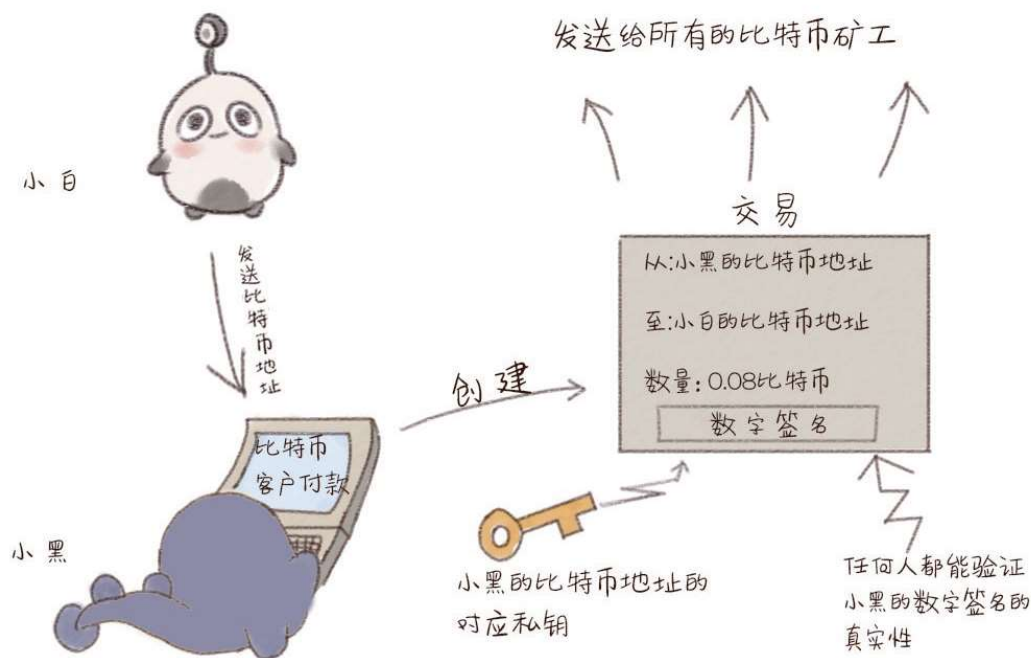 发送给所有的比特币矿工
小白
发送比特币地址
交易
从:小黑的比特币地址
至:小白的比特币地址
数量:0.08比特币
数字签名
创建
比特币
客户付款
小黑
小黑的比特币地址的
对应私钥
任何人都能验证
小黑的数字签名的
真实性